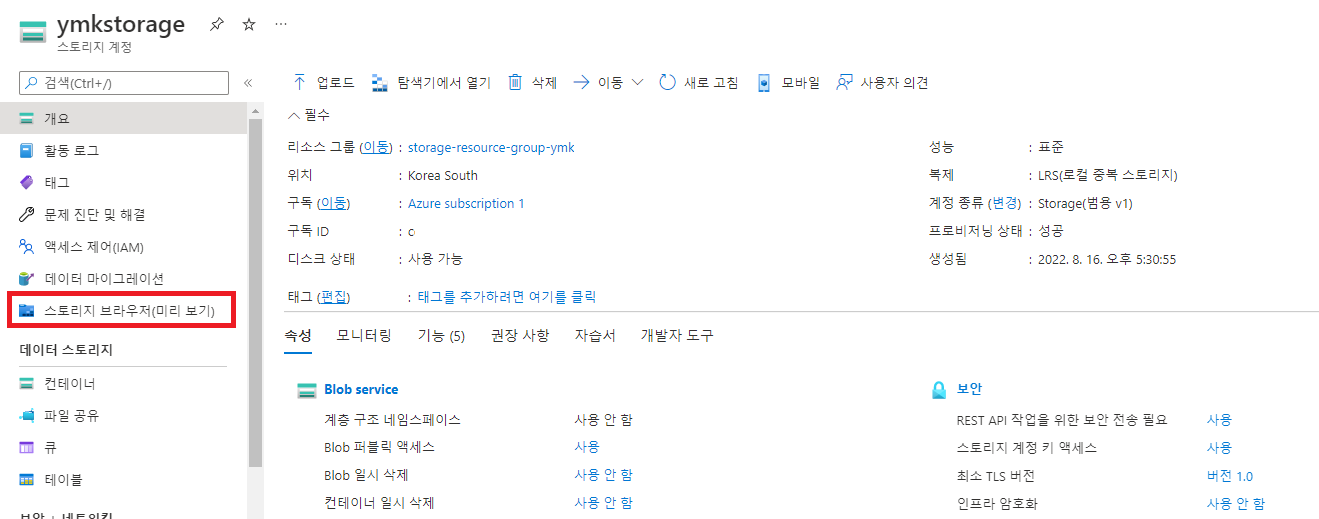 ymkstorage
스토리지 계정
검색(Ctrl+/)
개요
활동 로그
태그
문제 진단 및 해결
액세스 제어(IAM)
데이터 마이그레이션
스토리지 브라우저(미리 보기)
데이터 스토리지
컨테이너
파일 공유
큐
테이블
업로드 탐색기에서 열기 삭제 이동 새로 고침 모바일 사용자 의견
필수
리소스 그룹 (이동) : storage-resource-group-ymk
위치 : Korea South
구독 (이동) : Azure subscription 1
구독 ID :
디스크 상태 : 사용 가능
성능 : 표준
복제 : LRS(로컬 중복 스토리지)
계정 종류 (변경) : Storage(범용 v1)
프로비저닝 상태 : 성공
생성됨 : 2022. 8. 16. 오후 5:30:55
태그 (편집) : 태그를 추가하려면 여기를 클릭
속성 모니터링 기능 (5) 권장 사항 자습서 개발자 도구
Blob service
계층 구조 네임스페이스 사용 안 함
Blob 퍼블릭 액세스 사용
Blob 일시 삭제 사용 안 함
컨테이너 일시 삭제 사용 안 함
보안
REST API 작업을 위한 보안 전송 필요 사용
스토리지 계정 키 액세스 사용
최소 TLS 버전 버전 1.0
인프라 암호화 사용 안 함